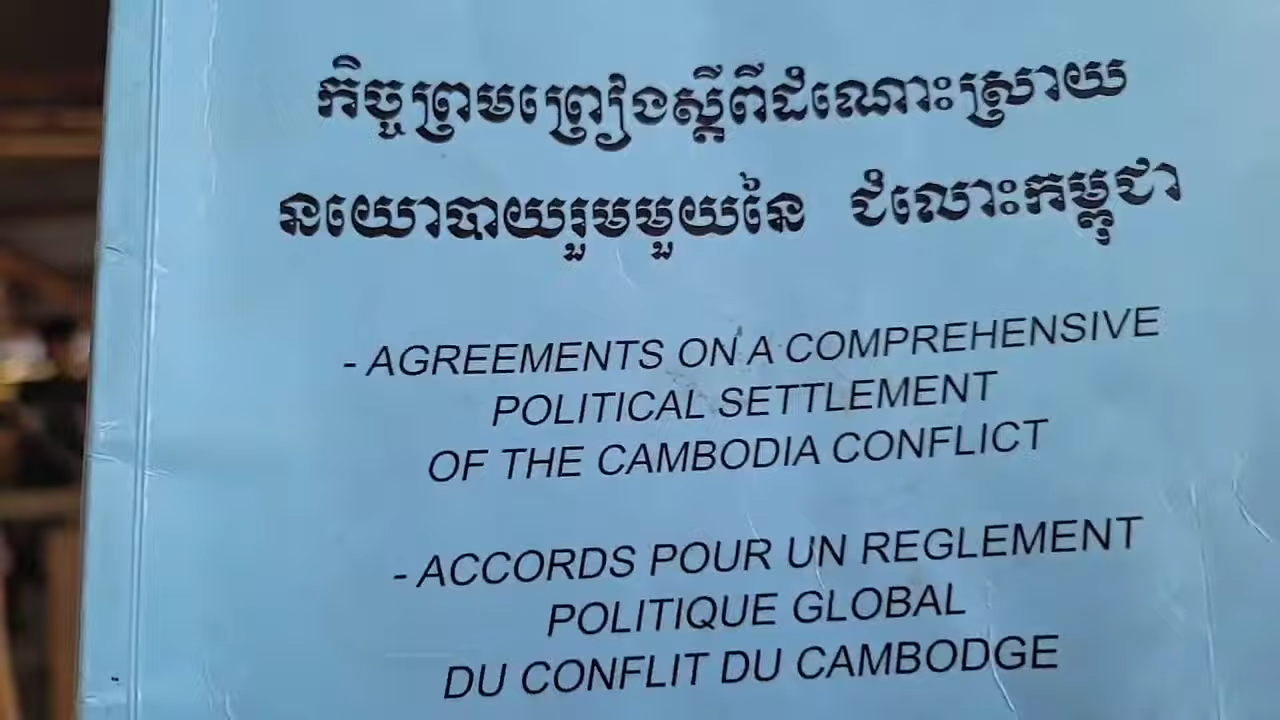 កិច្ចព្រមព្រៀងស្តីពីដំណោះស្រាយ
នយោបាយរួមមួយនៃ ជំលោះកម្ពុជា
- AGREEMENTS ON A COMPREHENSIVE
POLITICAL SETTLEMENT
OF THE CAMBODIA CONFLICT
- ACCORDS POUR UN REGLEMENT
POLITIQUE GLOBAL
DU CONFLIT DU CAMBODGE